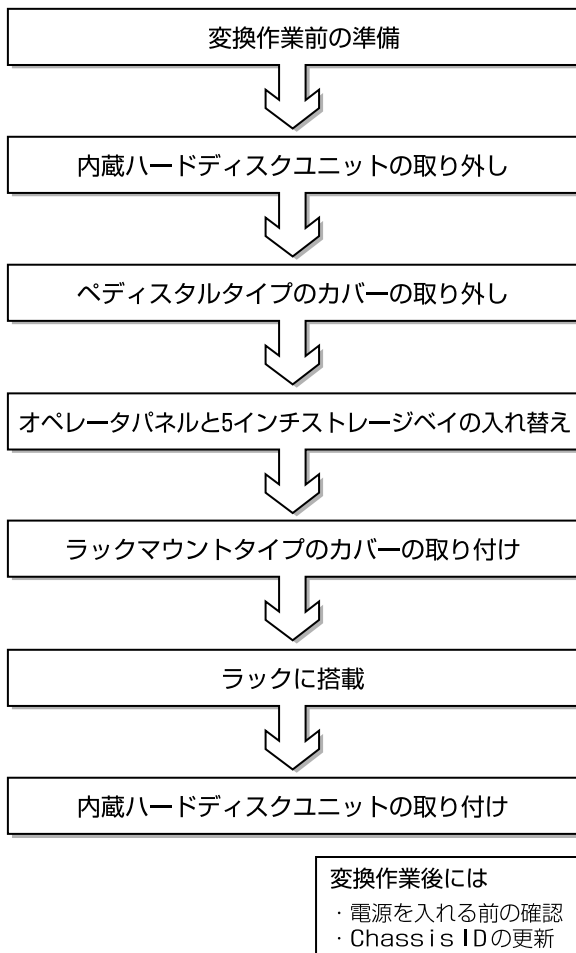 変換作業前の準備
内蔵ハードディスクユニットの取り外し
ペディスタルタイプのカバーの取り外し
オペレータパネルと5インチストレージベイの入れ替え
ラックマウントタイプのカバーの取り付け
ラックに搭載
内蔵ハードディスクユニットの取り付け
変換作業後には
・電源を入れる前の確認
・Chassis IDの更新